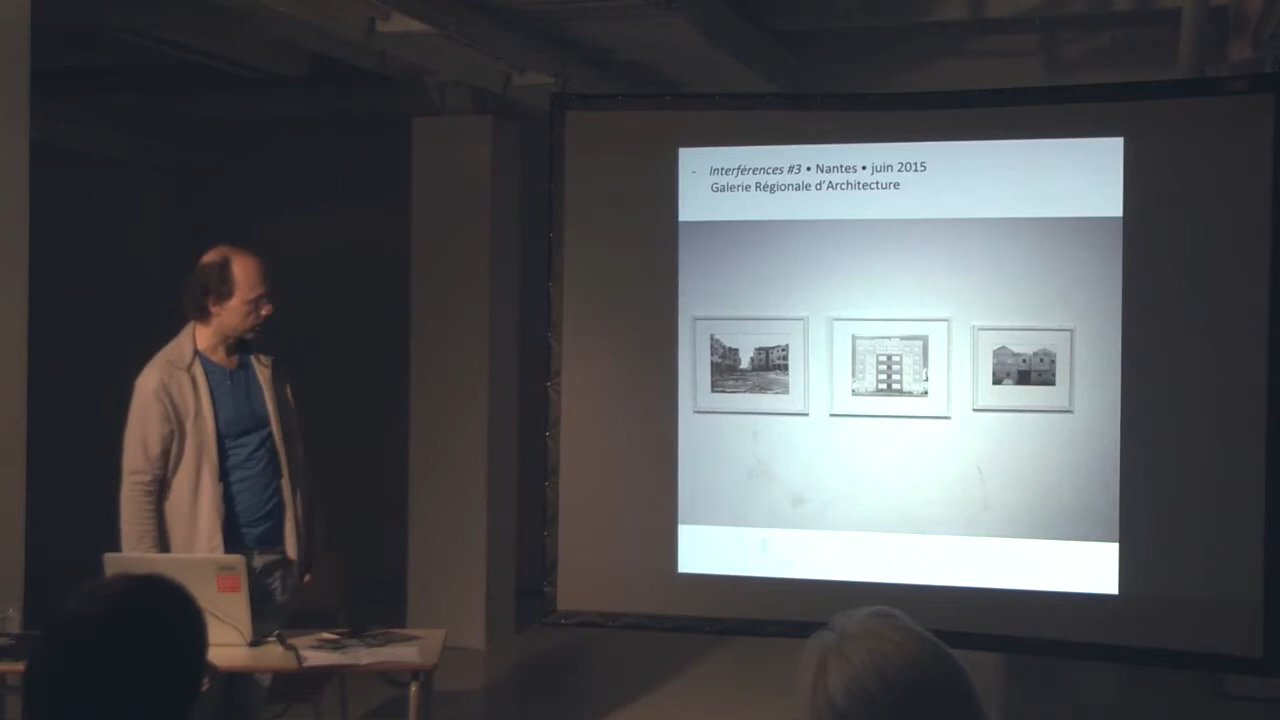 - Interférences #3 • Nantes • juin 2015
Galerie Régionale d'Architecture